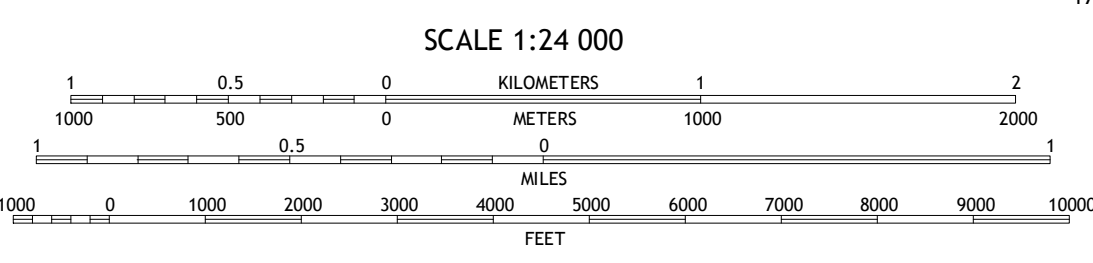 SCALE 1:24 000
1 0.5 0 KILOMETERS 1 2
1000 500 0 METERS 1000 2000
1 0.5 0 1
MILES
1000 0 1000 2000 3000 4000 5000 6000 7000 8000 9000 10000
FEET